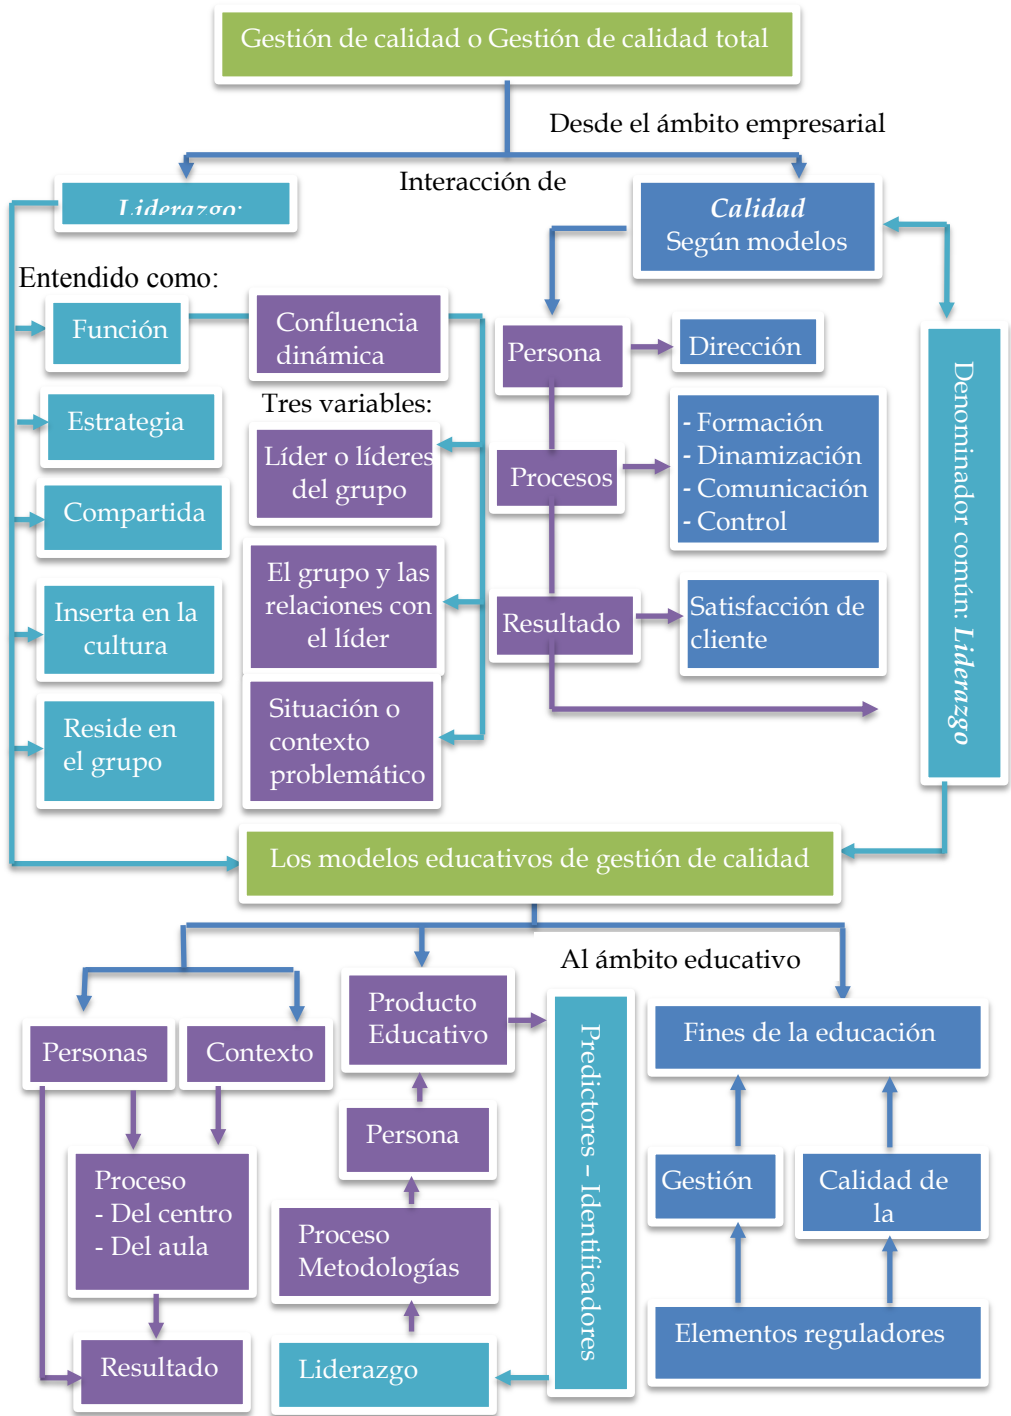 Gestión de calidad o Gestión de calidad total
Desde el ámbito empresarial
Interacción de
Liderazgo:
Calidad
Según modelos
Entendido como:
Función
Confluencia
dinámica
Persona
Dirección
Tres variables:
Estrategia
Líder o líderes
del grupo
Procesos
- Formación
- Dinamización
- Comunicación
- Control
Compartida
El grupo y las
relaciones con
el líder
Inserta en la
cultura
Resultado
Satisfacción de
cliente
Situación o
contexto
problemático
Reside en
el grupo
Denominador común: Liderazgo
Los modelos educativos de gestión de calidad
Al ámbito educativo
Personas
Contexto
Proceso
- Del centro
- Del aula
Resultado
Producto
Educativo
Persona
Proceso
Metodologías
Liderazgo
Predictores – Identificadores
Fines de la educación
Gestión
Calidad de
la
Elementos reguladores